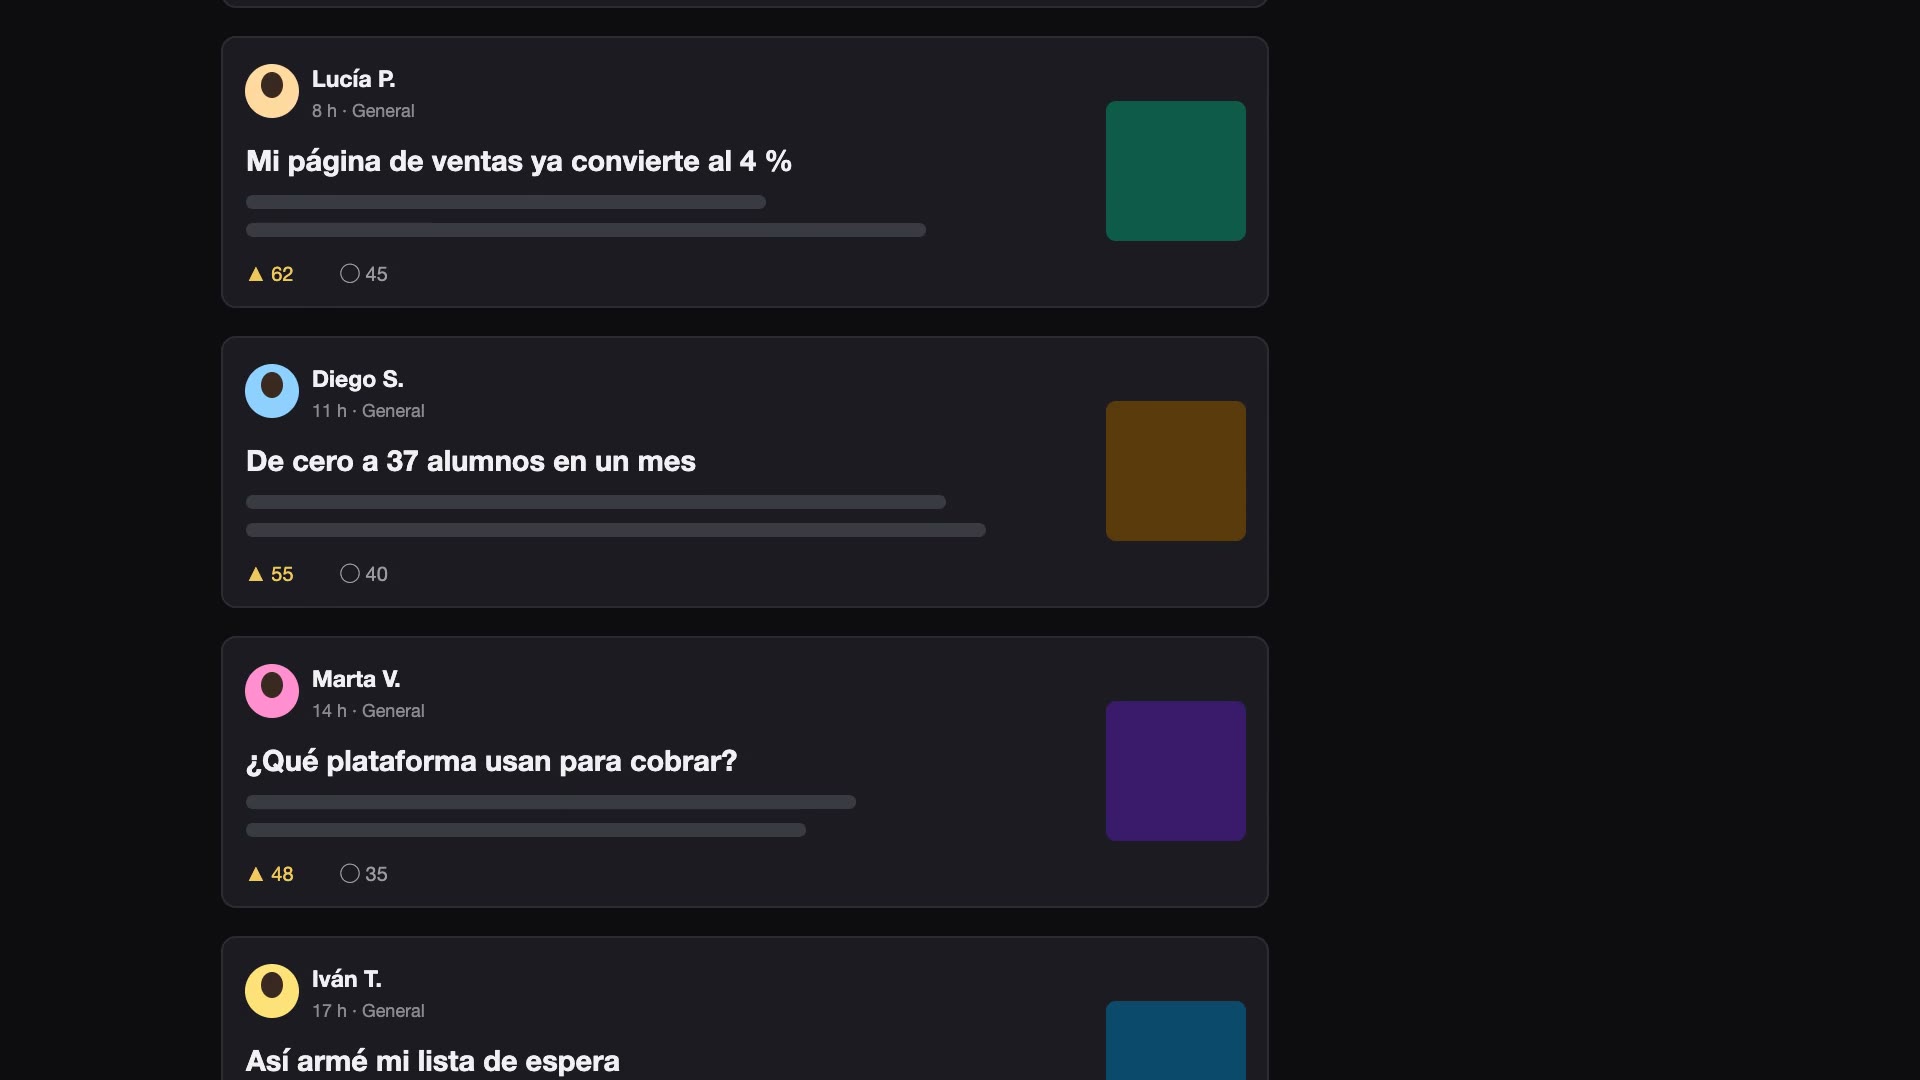 Lucía P.
8 h · General
Mi página de ventas ya convierte al 4 %
▲ 62 ◯ 45
Diego S.
11 h · General
De cero a 37 alumnos en un mes
▲ 55 ◯ 40
Marta V.
14 h · General
¿Qué plataforma usan para cobrar?
▲ 48 ◯ 35
Iván T.
17 h · General
Así armé mi lista de espera